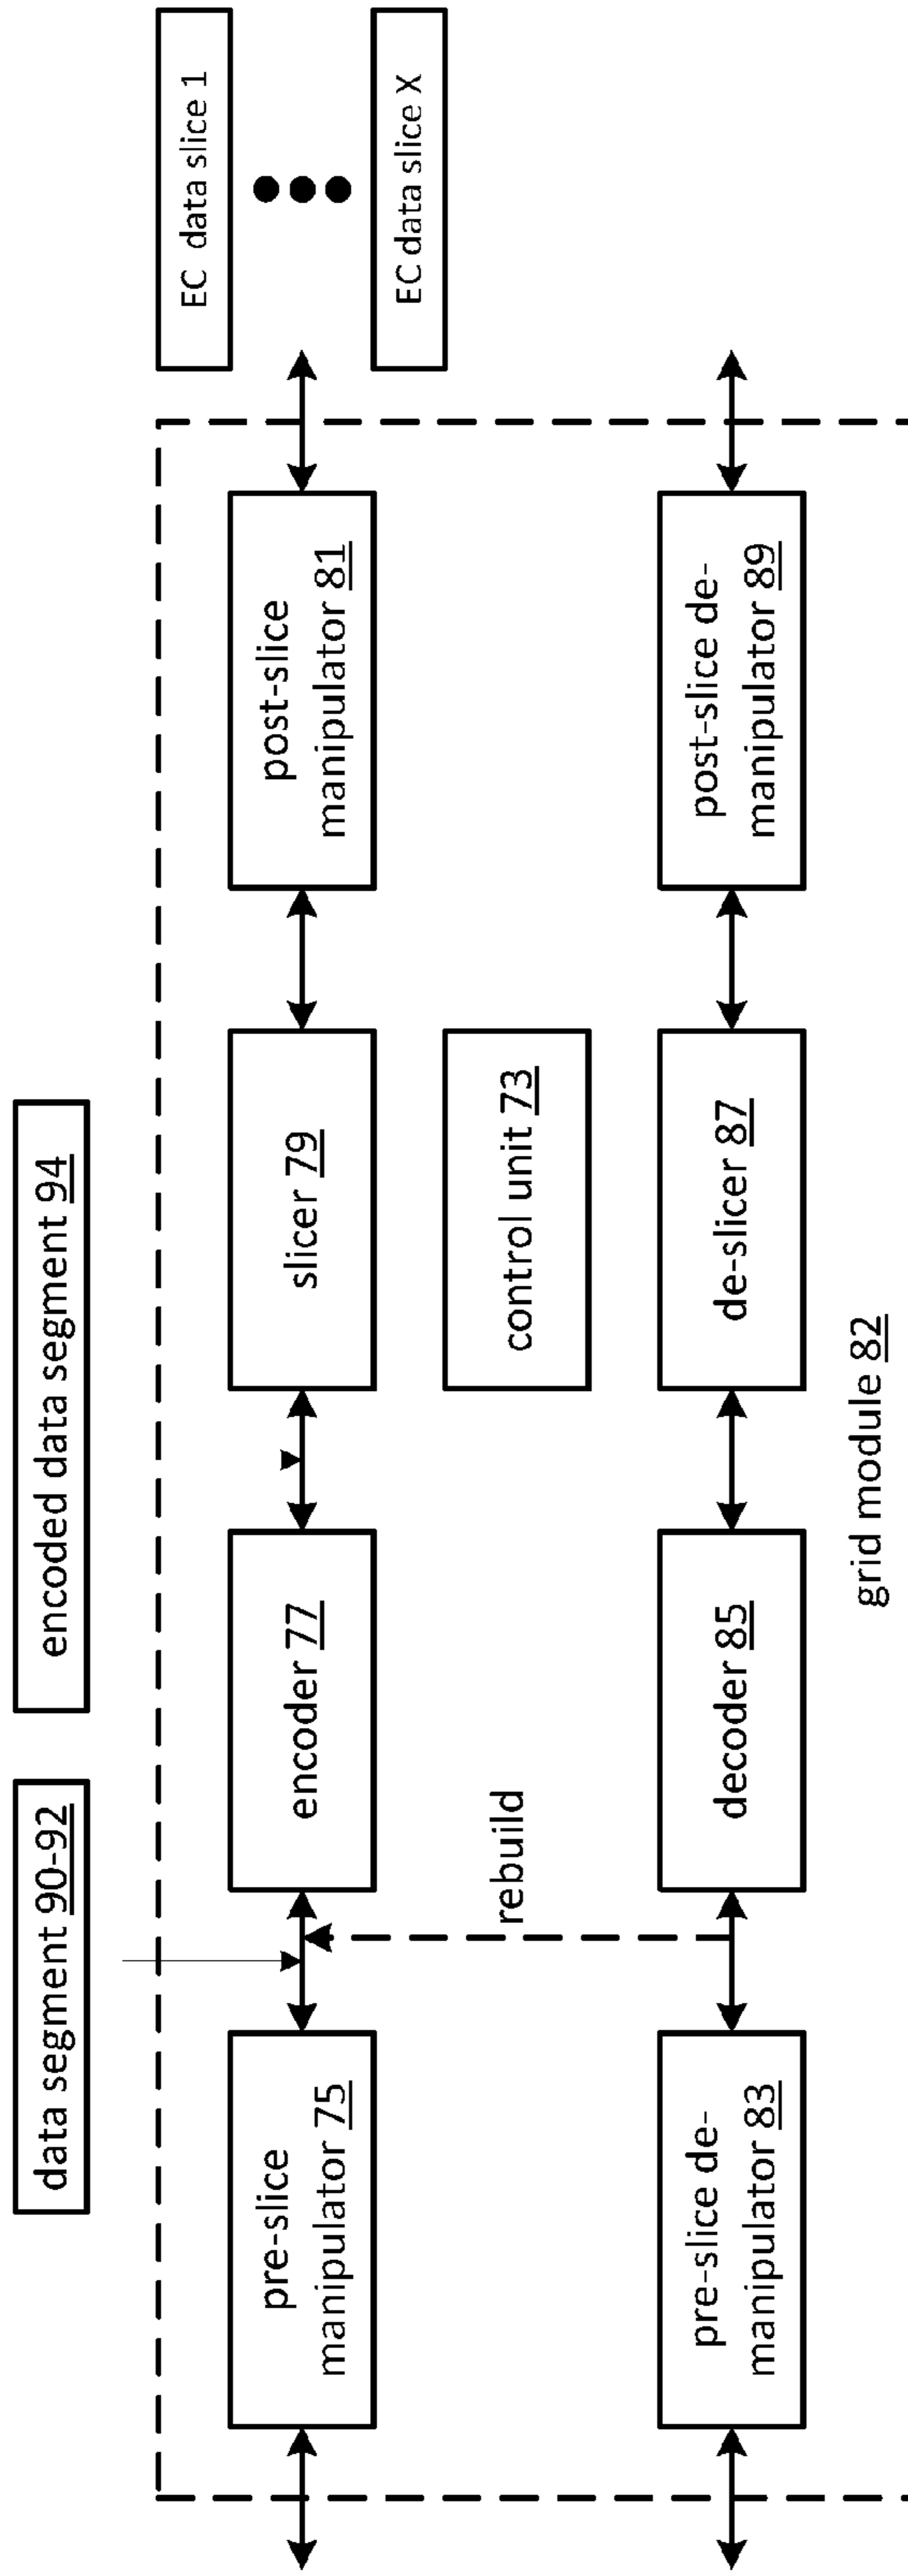 data segment 90-92
encoded data segment 94
EC data slice 1
EC data slice X
pre-slice
manipulator 75
encoder 77
slicer 79
post-slice
manipulator 81
rebuild
control unit 73
pre-slice de-
manipulator 83
decoder 85
de-slicer 87
post-slice de-
manipulator 89
grid module 82